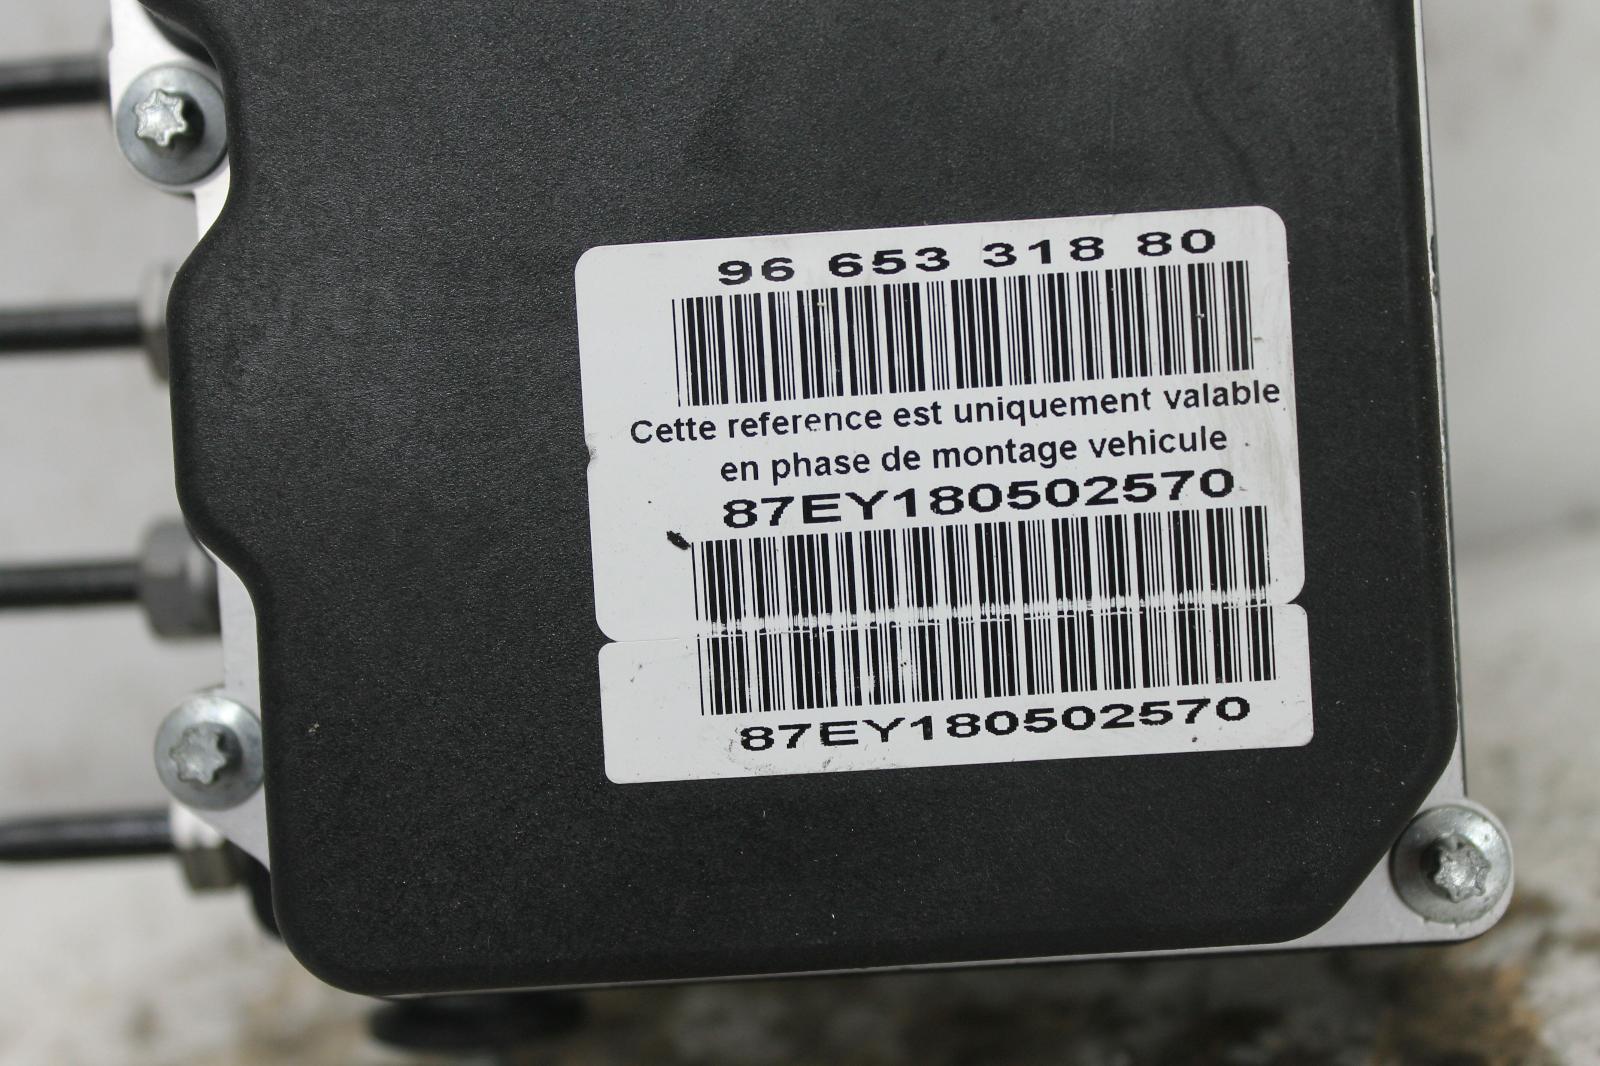 96 653 318 80
Cette reference est uniquement valable
en phase de montage vehicule
87EY180502570
87EY180502570